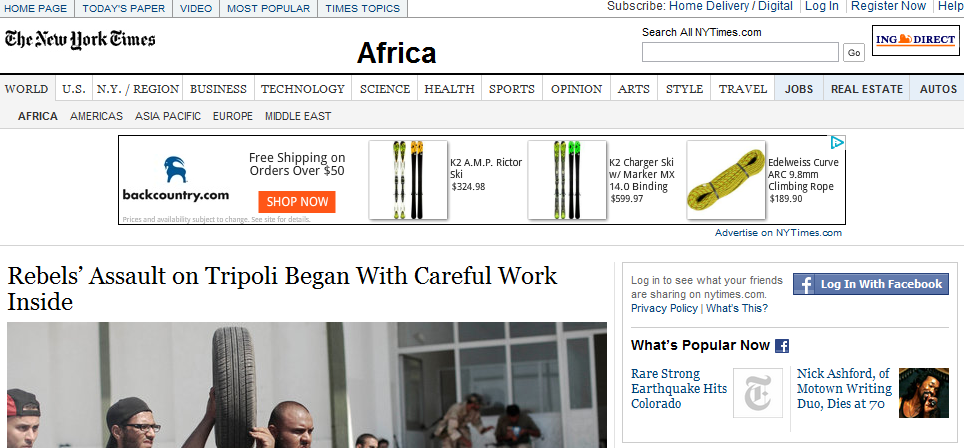 HOME PAGE TODAY'S PAPER VIDEO MOST POPULAR TIMES TOPICS
Subscribe: Home Delivery / Digital Log In Register Now Help
The New York Times
Africa
Search All NYTimes.com
Go
ING DIRECT
WORLD U.S. N.Y. / REGION BUSINESS TECHNOLOGY SCIENCE HEALTH SPORTS OPINION ARTS STYLE TRAVEL JOBS REAL ESTATE AUTOS
AFRICA AMERICAS ASIA PACIFIC EUROPE MIDDLE EAST
backcountry.com
Prices and availability subject to change. See site for details.
Free Shipping on
Orders Over $50
SHOP NOW
K2 A.M.P. Rictor
Ski
$324.98
K2 Charger Ski
w/ Marker MX
14.0 Binding
$599.97
Edelweiss Curve
ARC 9.8mm
Climbing Rope
$189.90
Advertise on NYTimes.com
Rebels' Assault on Tripoli Began With Careful Work
Inside
Log in to see what your friends
are sharing on nytimes.com.
Privacy Policy | What's This?
f Log In With Facebook
What's Popular Now f
Rare Strong
Earthquake Hits
Colorado
T
Nick Ashford, of
Motown Writing
Duo, Dies at 70